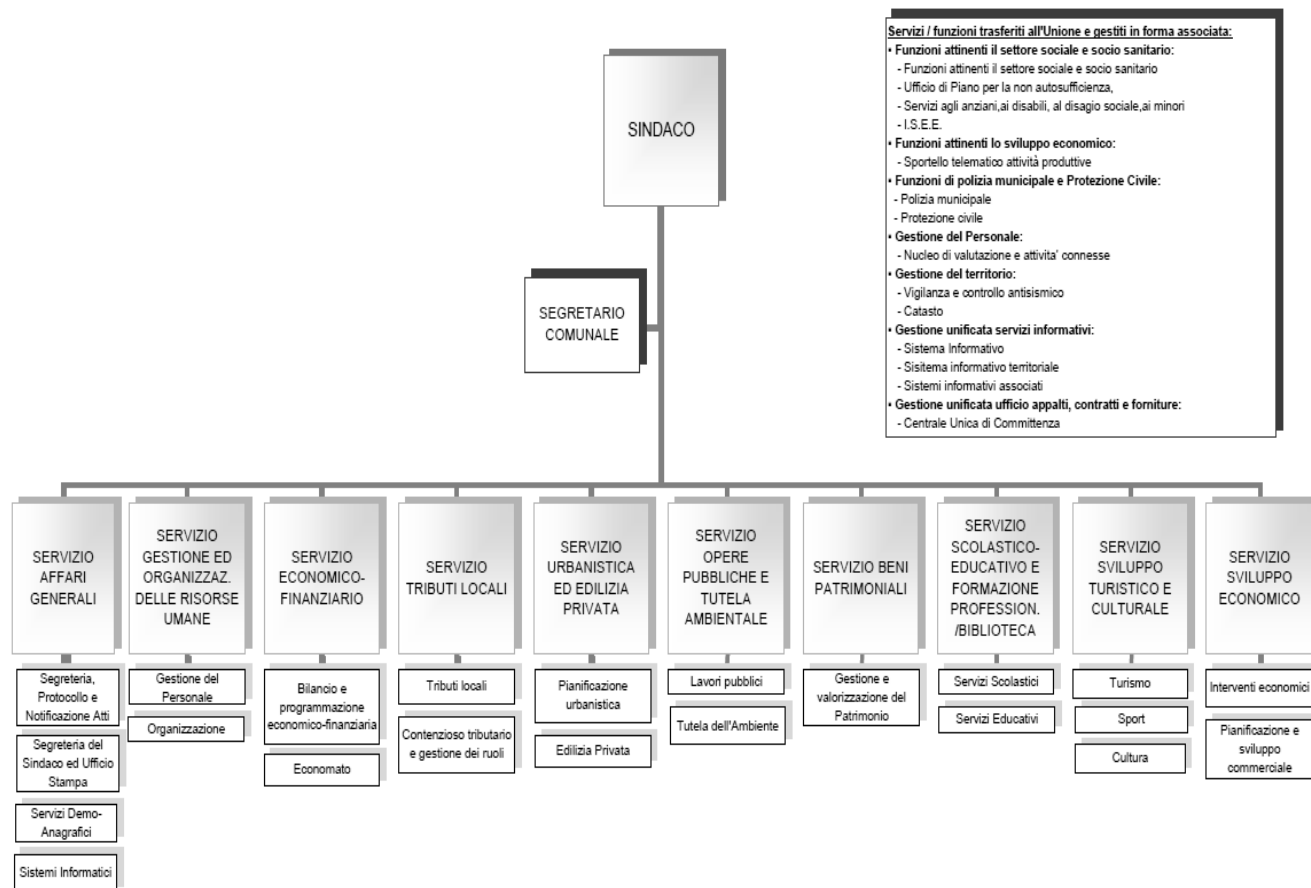 SINDACO
SEGRETARIO
COMUNALE
Servizi / funzioni trasferiti all'Unione e gestiti in forma associata:
• Funzioni attinenti il settore sociale e socio sanitario:
- Funzioni attinenti il settore sociale e socio sanitario
- Ufficio di Piano per la non autosufficienza,
- Servizi agli anziani,ai disabili, al disagio sociale,ai minori
- I.S.E.E.
• Funzioni attinenti lo sviluppo economico:
- Sportello telematico attività produttive
• Funzioni di polizia municipale e Protezione Civile:
- Polizia municipale
- Protezione civile
• Gestione del Personale:
- Nucleo di valutazione e attivita' connesse
• Gestione del territorio:
- Vigilanza e controllo antisismico
- Catasto
• Gestione unificata servizi informativi:
- Sistema Informativo
- Sisitema informativo territoriale
- Sistemi informativi associati
• Gestione unificata ufficio appalti, contratti e forniture:
- Centrale Unica di Committenza
SERVIZIO
AFFARI
GENERALI
Segreteria,
Protocollo e
Notificazione Atti
Segreteria del
Sindaco ed Ufficio
Stampa
Servizi Demo-
Anagrafici
Sistemi Informatici
SERVIZIO
GESTIONE ED
ORGANIZZAZ.
DELLE RISORSE
UMANE
Gestione del
Personale
Organizzazione
SERVIZIO
ECONOMICO-
FINANZIARIO
Bilancio e
programmazione
economico-finanziaria
Economato
SERVIZIO
TRIBUTI LOCALI
Tributi locali
Contenzioso tributario
e gestione dei ruoli
SERVIZIO
URBANISTICA
ED EDILIZIA
PRIVATA
Pianificazione
urbanistica
Edilizia Privata
SERVIZIO
OPERE
PUBBLICHE E
TUTELA
AMBIENTALE
Lavori pubblici
Tutela dell'Ambiente
SERVIZIO BENI
PATRIMONIALI
Gestione e
valorizzazione del
Patrimonio
SERVIZIO
SCOLASTICO-
EDUCATIVO E
FORMAZIONE
PROFESSION.
/BIBLIOTECA
Servizi Scolastici
Servizi Educativi
SERVIZIO
SVILUPPO
TURISTICO E
CULTURALE
Turismo
Sport
Cultura
SERVIZIO
SVILUPPO
ECONOMICO
Interventi economici
Pianificazione e
sviluppo
commerciale